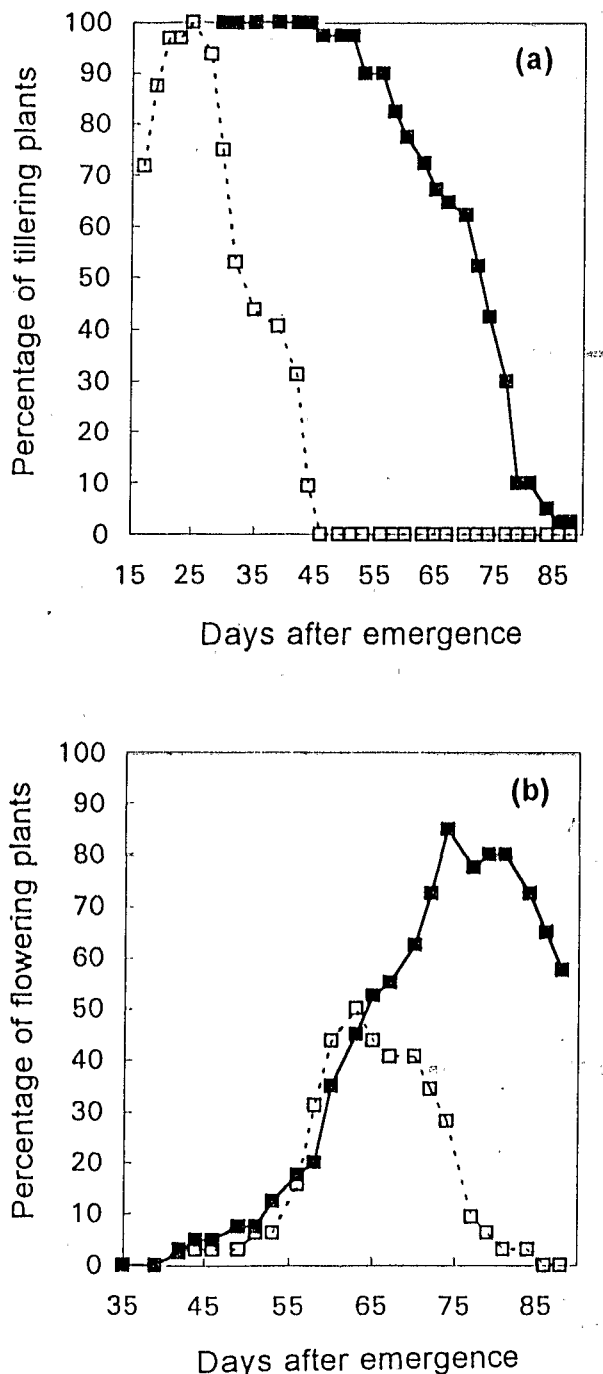 (a)
Percentage of tillering plants
100
90
80
70
60
50
40
30
20
10
0
15 25 35 45 55 65 75 85
Days after emergence
(b)
Percentage of flowering plants
100
90
80
70
60
50
40
30
20
10
0
35 45 55 65 75 85
Days after emergence